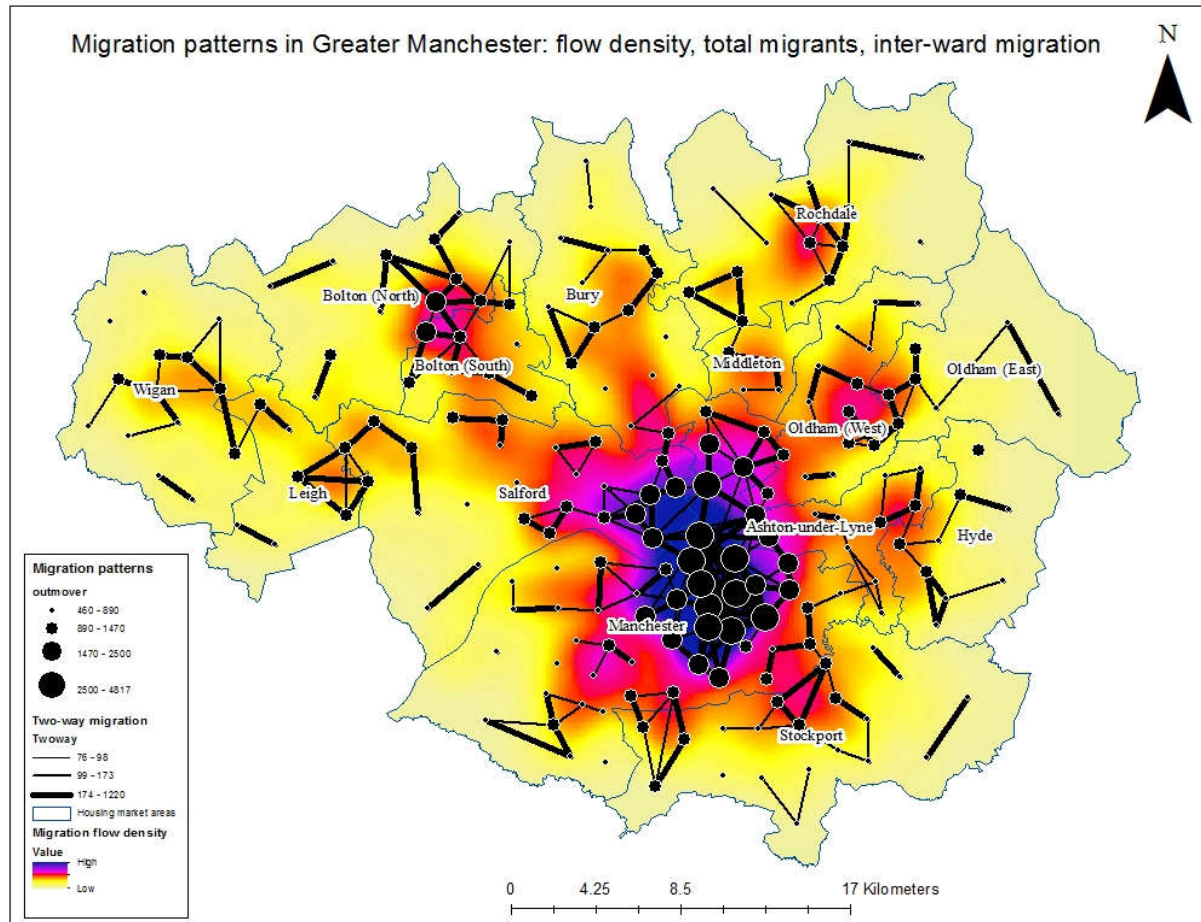 Migration patterns in Greater Manchester: flow density, total migrants, inter-ward migration
N
Rochdale
Bolton (North)
Bury
Bolton (South)
Middleton
Oldham (East)
Wigan
Oldham (West)
Leigh
Salford
Ashton-under-Lyne
Hyde
Manchester
Stockport
Migration patterns
outmover
460 - 890
890 - 1470
1470 - 2500
2500 - 4817
Two-way migration
Twoway
76 - 98
99 - 173
174 - 1220
Housing market areas
Migration flow density
Value
High
Low
0 4.25 8.5 17 Kilometers